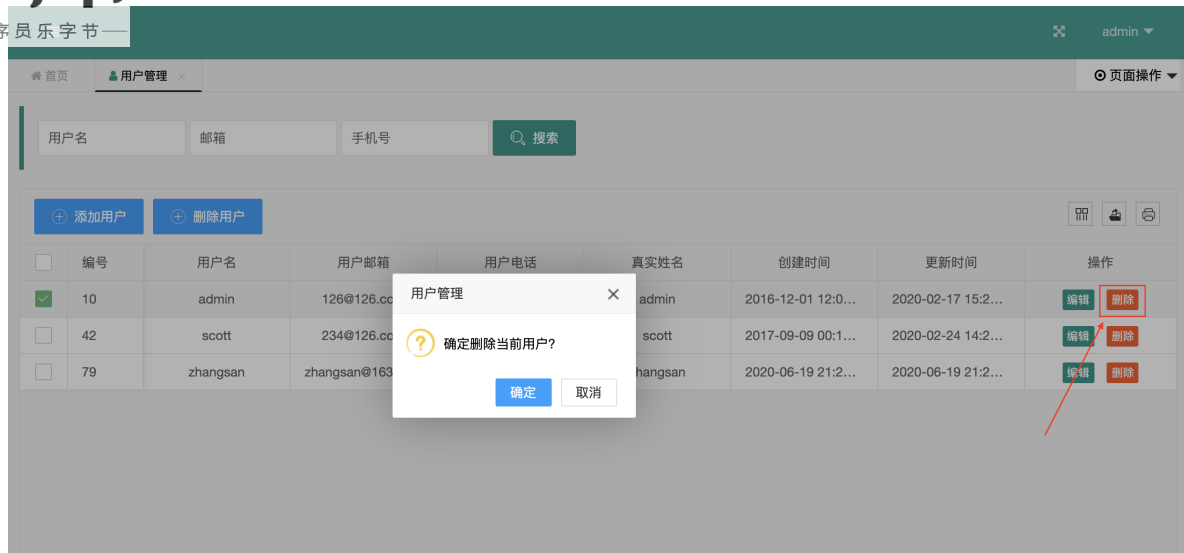 序员乐字节——
admin
首页
用户管理
页面操作
用户名 邮箱 手机号 搜索
添加用户 删除用户
编号 用户名 用户邮箱 用户电话 真实姓名 创建时间 更新时间 操作
10 admin 126@126.co admin 2016-12-01 12:0... 2020-02-17 15:2... 编辑 删除
42 scott 234@126.co scott 2017-09-09 00:1... 2020-02-24 14:2... 编辑 删除
79 zhangsan zhangsan@163 hangsan 2020-06-19 21:2... 2020-06-19 21:2... 编辑 删除
用户管理
确定删除当前用户?
确定 取消